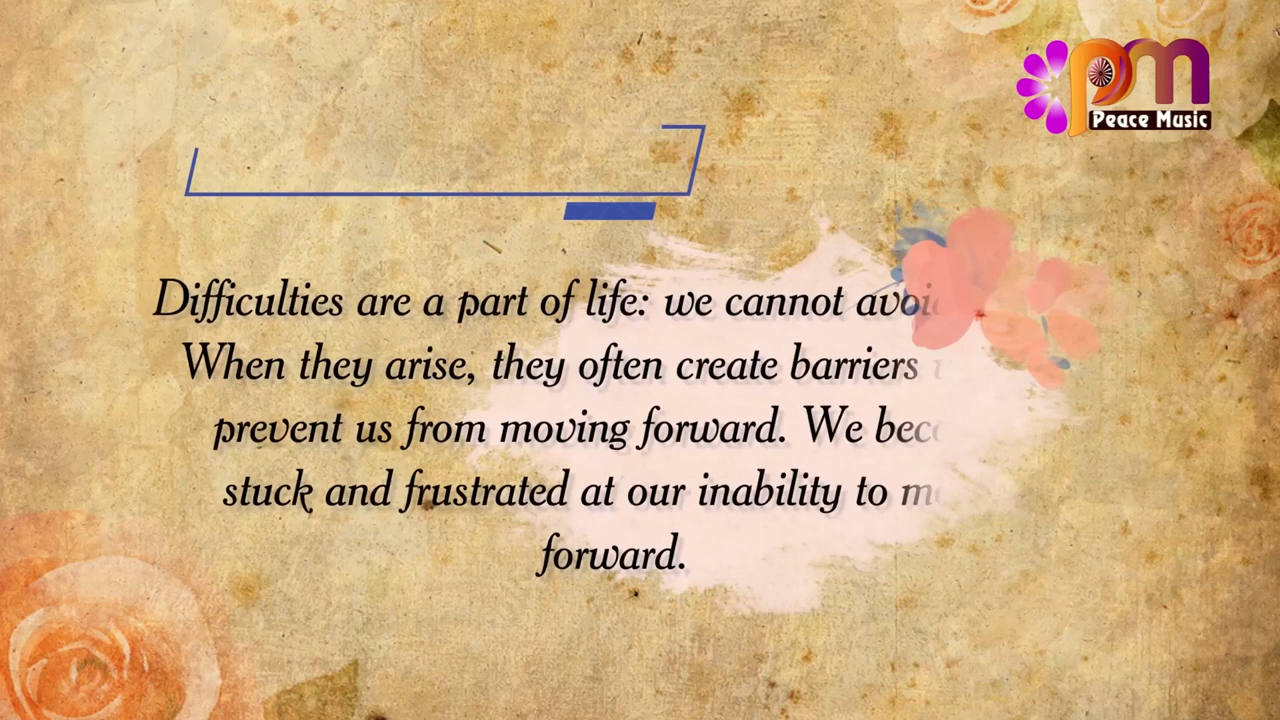 Peace Music
Difficulties are a part of life: we cannot
When they arise, they often create barriers
prevent us from moving forward. We
stuck and frustrated at our inability to
forward.